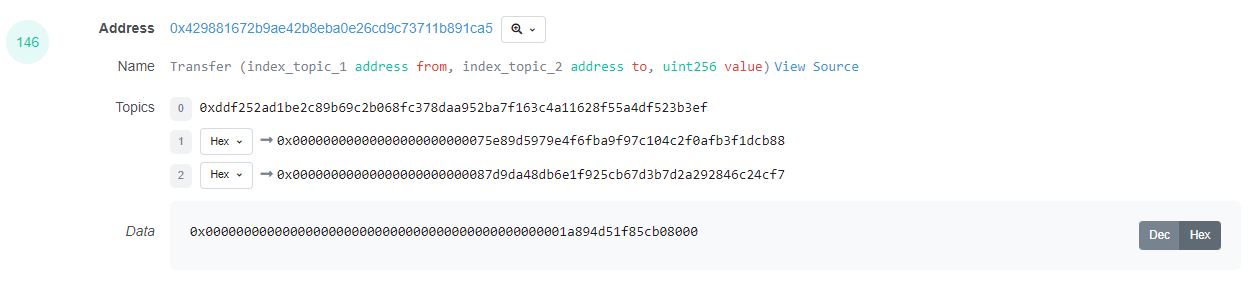 146
Address 0x429881672b9ae42b8eba0e26cd9c73711b891ca5
Name Transfer (index_topic_1 address from, index_topic_2 address to, uint256 value) View Source
Topics 0 0xddf252ad1be2c89b69c2b068fc378daa952ba7f163c4a11628f55a4df523b3ef
1 Hex → 0x00000000000000000000000075e89d5979e4f6fba9f97c104c2f0afb3f1dcb88
2 Hex → 0x00000000000000000000000087d9da48db6e1f925cb67d3b7d2a292846c24cf7
Data 0x00000000000000000000000000000000000000000000001a894d51f85cb08000
Dec Hex